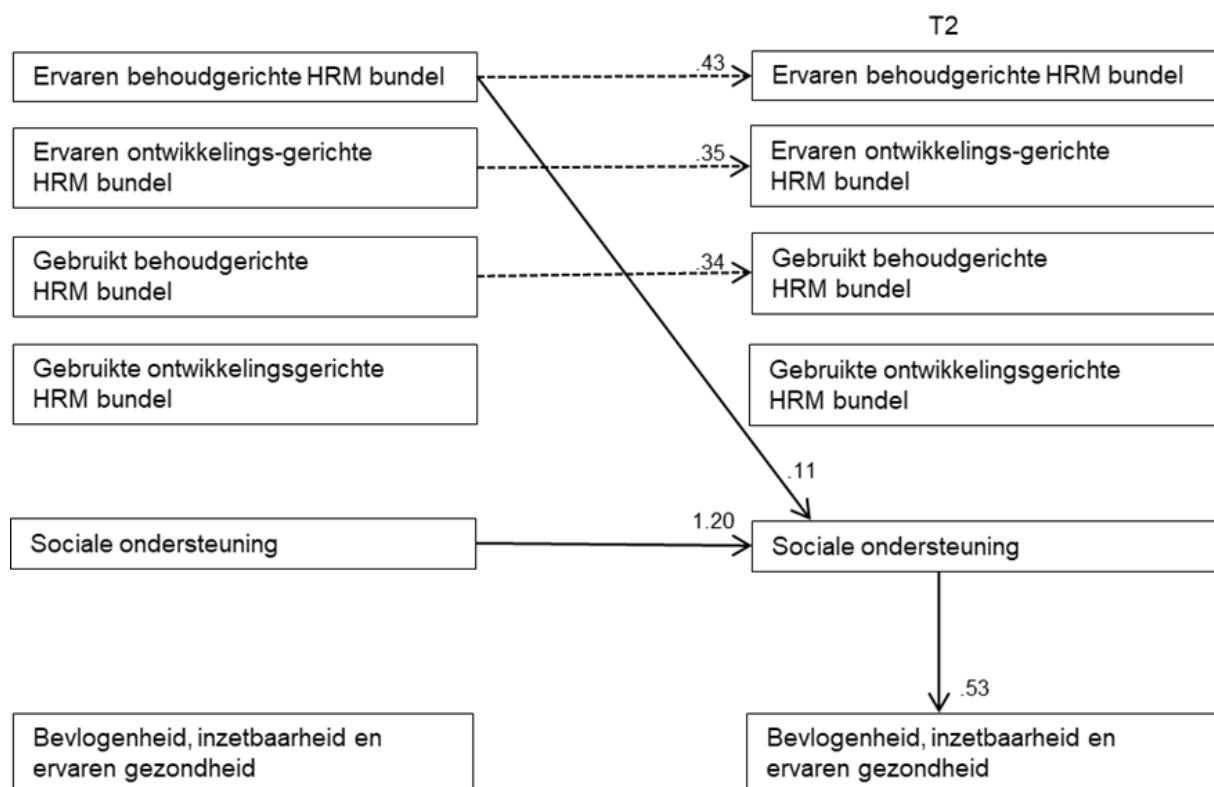 T2
Ervaren behoudgerichte HRM bundel
.43
Ervaren behoudgerichte HRM bundel
Ervaren ontwikkelings-gerichte
HRM bundel
.35
Ervaren ontwikkelings-gerichte
HRM bundel
Gebruikt behoudgerichte
HRM bundel
.34
Gebruikt behoudgerichte
HRM bundel
Gebruikte ontwikkelingsgerichte
HRM bundel
Gebruikte ontwikkelingsgerichte
HRM bundel
.11
Sociale ondersteuning
1.20
Sociale ondersteuning
.53
Bevlogenheid, inzetbaarheid en
ervaren gezondheid
Bevlogenheid, inzetbaarheid en
ervaren gezondheid